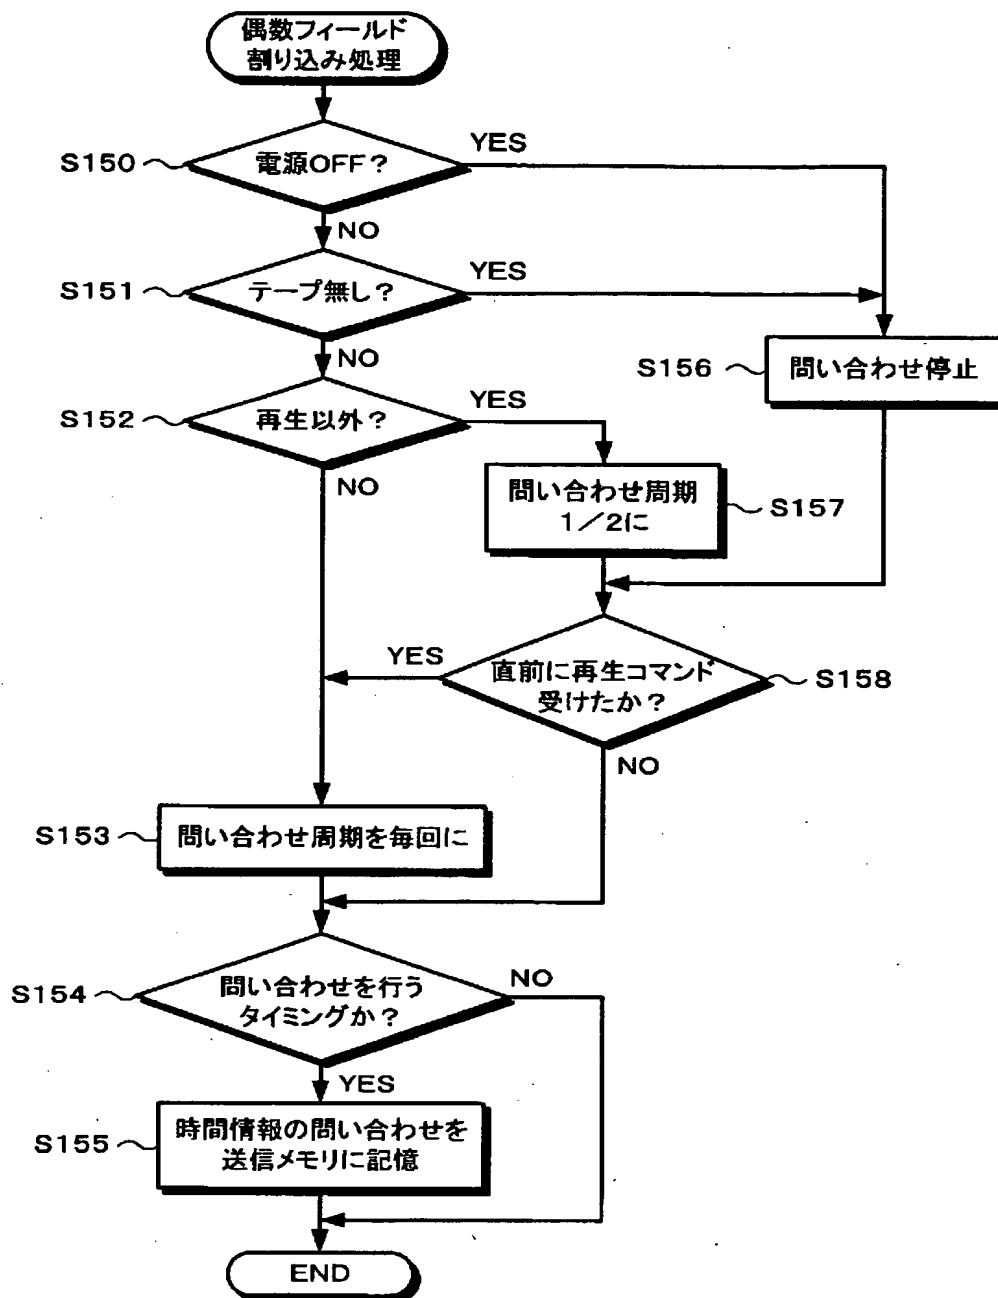 偶数フィールド
割り込み処理
S150
電源OFF?
YES
NO
S151
テープ無し?
YES
NO
S156
問い合わせ停止
S152
再生以外?
YES
NO
問い合わせ周期
1/2に
S157
YES
直前に再生コマンド
受けたか?
S158
NO
S153
問い合わせ周期を毎回に
S154
問い合わせを行う
タイミングか?
NO
YES
S155
時間情報の問い合わせを
送信メモリに記憶
END